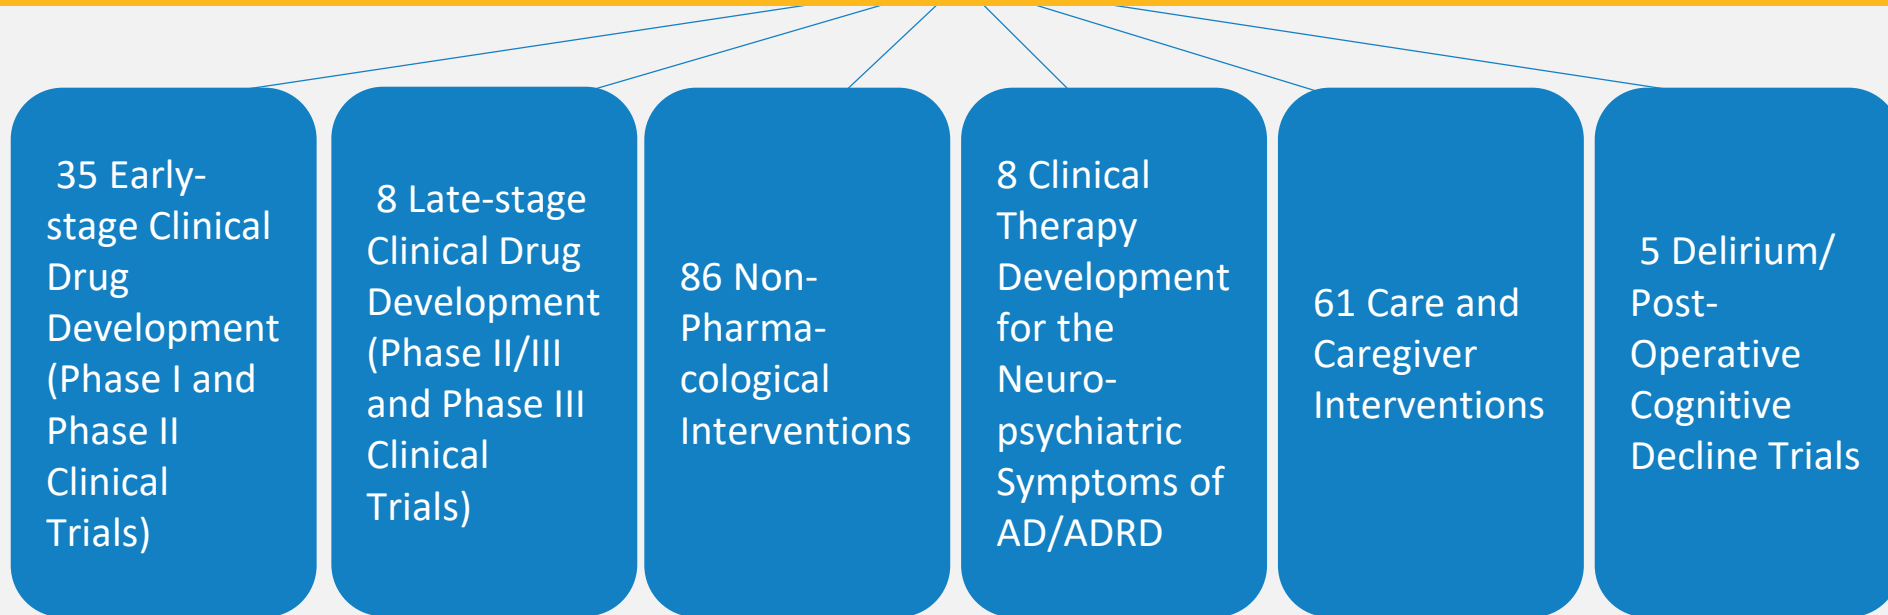 35 Early-
stage Clinical
Drug
Development
(Phase I and
Phase II
Clinical
Trials)
8 Late-stage
Clinical Drug
Development
(Phase II/III
and Phase III
Clinical
Trials)
86 Non-
Pharma-
cological
Interventions
8 Clinical
Therapy
Development
for the
Neuro-
psychiatric
Symptoms of
AD/ADRD
61 Care and
Caregiver
Interventions
5 Delirium/
Post-
Operative
Cognitive
Decline Trials